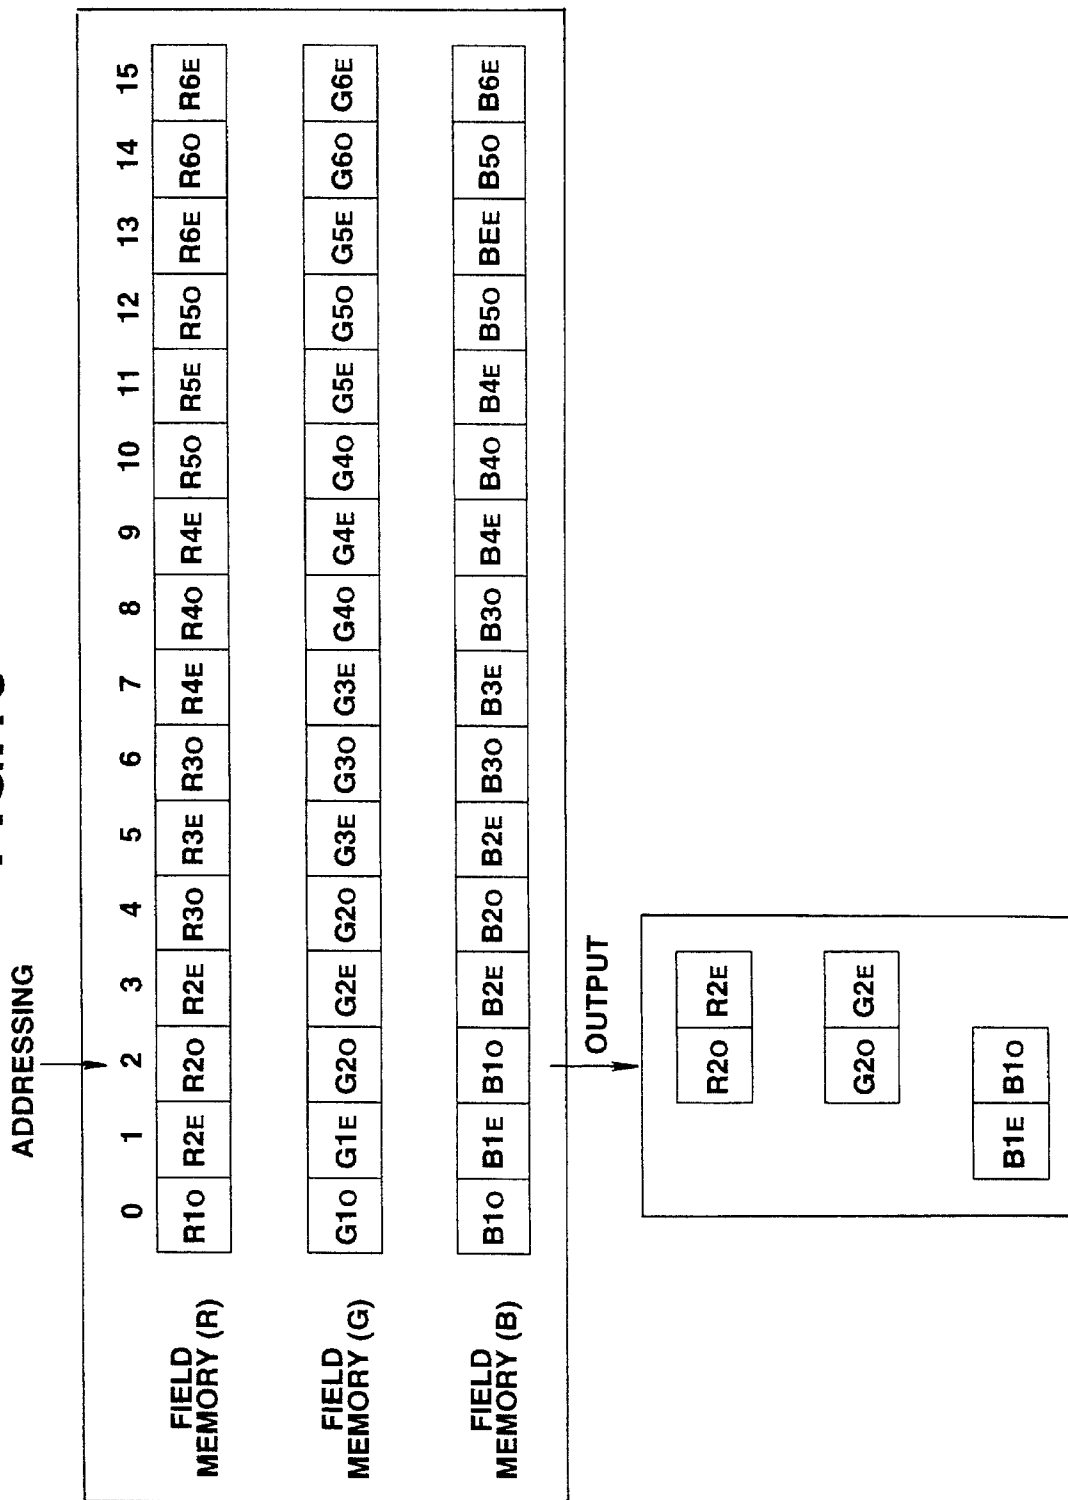 ADDRESSING
0 1 2 3 4 5 6 7 8 9 10 11 12 13 14 15
FIELD
MEMORY (R)
R1O R2E R2O R2E R3O R3E R3O R4E R4O R4E R5O R5E R5O R6E R6O R6E
FIELD
MEMORY (G)
G1O G1E G2O G2E G2O G3E G3O G3E G4O G4E G4O G5E G5O G5E G6O G6E
FIELD
MEMORY (B)
B1O B1E B1O B2E B2O B2E B3O B3E B3O B4E B4O B4E B5O BEE B5O B6E
OUTPUT
R2O R2E
G2O G2E
B1E B1O